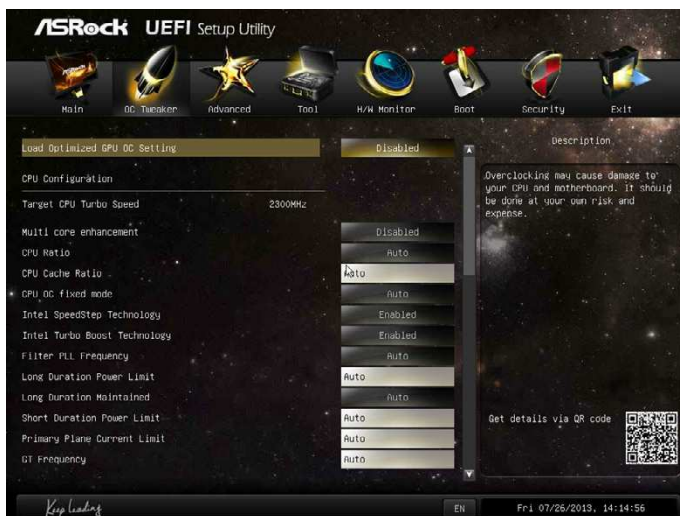 ASRock UEFI Setup Utility
Main OC Tweaker Advanced Tool H/W Monitor Boot Security Exit
Load Optimized GPU OC Setting Disabled
Description
Overclocking may cause damage to
your CPU and motherboard. It should
be done at your own risk and
expense.
CPU Configuration
Target CPU Turbo Speed 2300MHz
Multi core enhancement Disabled
CPU Ratio Auto
CPU Cache Ratio Auto
CPU OC fixed mode Auto
Intel SpeedStep Technology Enabled
Intel Turbo Boost Technology Enabled
Filter PLL Frequency Auto
Long Duration Power Limit Auto
Long Duration Maintained Auto
Short Duration Power Limit Auto
Primary Plane Current Limit Auto
GT Frequency Auto
Get details via QR code
Keep Leading
EN
Fri 07/26/2013, 14:14:56